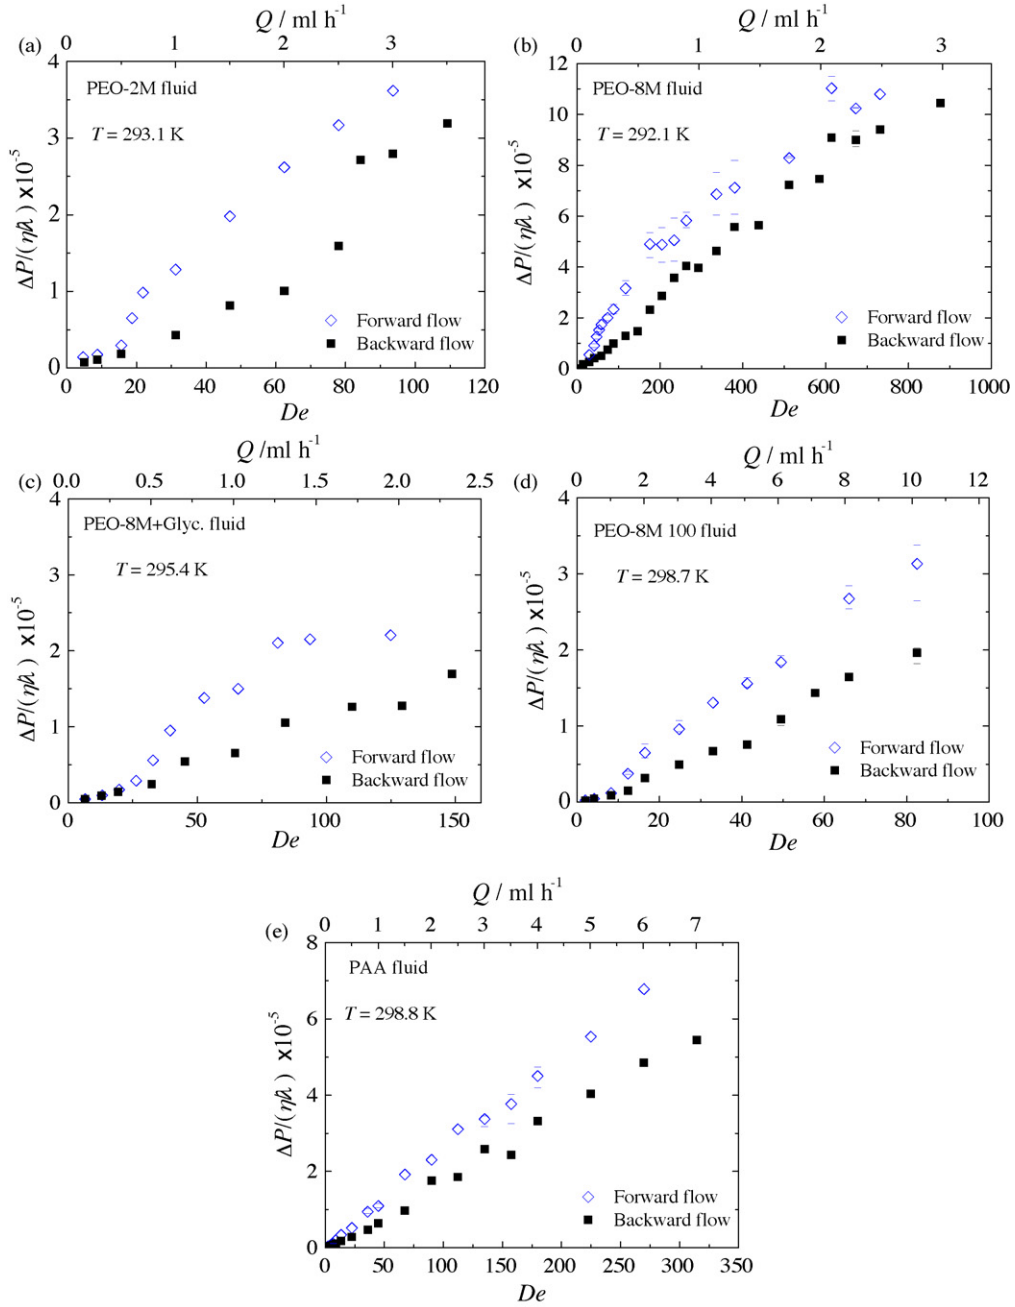 Q / ml h⁻¹
(a) 0 1 2 3
4
3
2
1
0
ΔP/(ηλ) x10⁻⁵
PEO-2M fluid
T = 293.1 K
Forward flow
Backward flow
0 20 40 60 80 100 120
De
Q / ml h⁻¹
(b) 0 1 2 3
12
10
8
6
4
2
0
ΔP/(ηλ) x10⁻⁵
PEO-8M fluid
T = 292.1 K
Forward flow
Backward flow
0 200 400 600 800 1000
De
Q /ml h⁻¹
(c) 0.0 0.5 1.0 1.5 2.0 2.5
4
3
2
1
0
ΔP/(ηλ) x10⁻⁵
PEO-8M+Glyc. fluid
T = 295.4 K
Forward flow
Backward flow
0 50 100 150
De
Q / ml h⁻¹
(d) 0 2 4 6 8 10 12
4
3
2
1
0
ΔP/(ηλ) x10⁻⁵
PEO-8M 100 fluid
T = 298.7 K
Forward flow
Backward flow
0 20 40 60 80 100
De
Q / ml h⁻¹
(e) 0 1 2 3 4 5 6 7
8
6
4
2
0
ΔP/(ηλ) x10⁻⁵
PAA fluid
T = 298.8 K
Forward flow
Backward flow
0 50 100 150 200 250 300 350
De